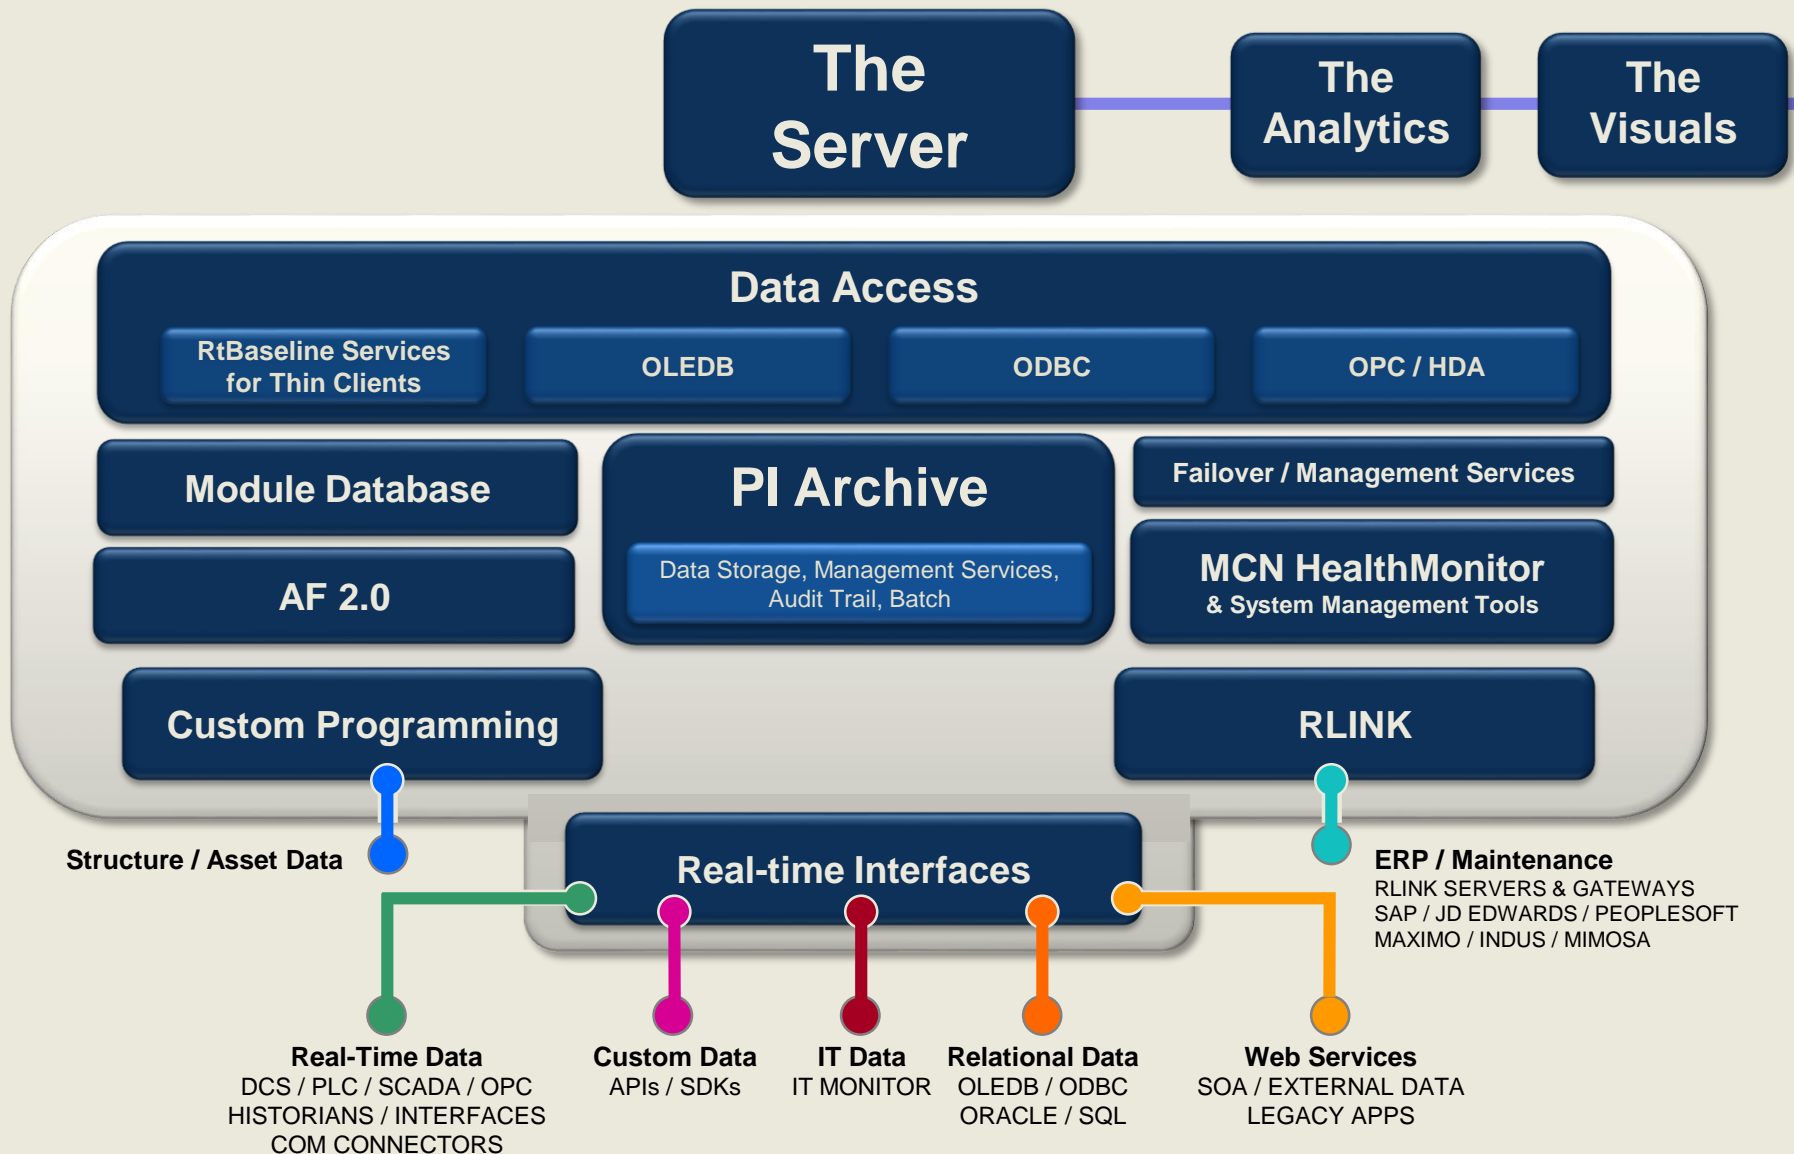 The
Server
The
Analytics
The
Visuals
Data Access
RtBaseline Services
for Thin Clients
OLEDB
ODBC
OPC / HDA
Module Database
PI Archive
Failover / Management Services
Data Storage, Management Services,
Audit Trail, Batch
AF 2.0
MCN HealthMonitor
& System Management Tools
Custom Programming
RLINK
Structure / Asset Data
Real-time Interfaces
ERP / Maintenance
RLINK SERVERS & GATEWAYS
SAP / JD EDWARDS / PEOPLESOFT
MAXIMO / INDUS / MIMOSA
Real-Time Data
DCS / PLC / SCADA / OPC
HISTORIANS / INTERFACES
COM CONNECTORS
Custom Data
APIs / SDKs
IT Data
IT MONITOR
Relational Data
OLEDB / ODBC
ORACLE / SQL
Web Services
SOA / EXTERNAL DATA
LEGACY APPS